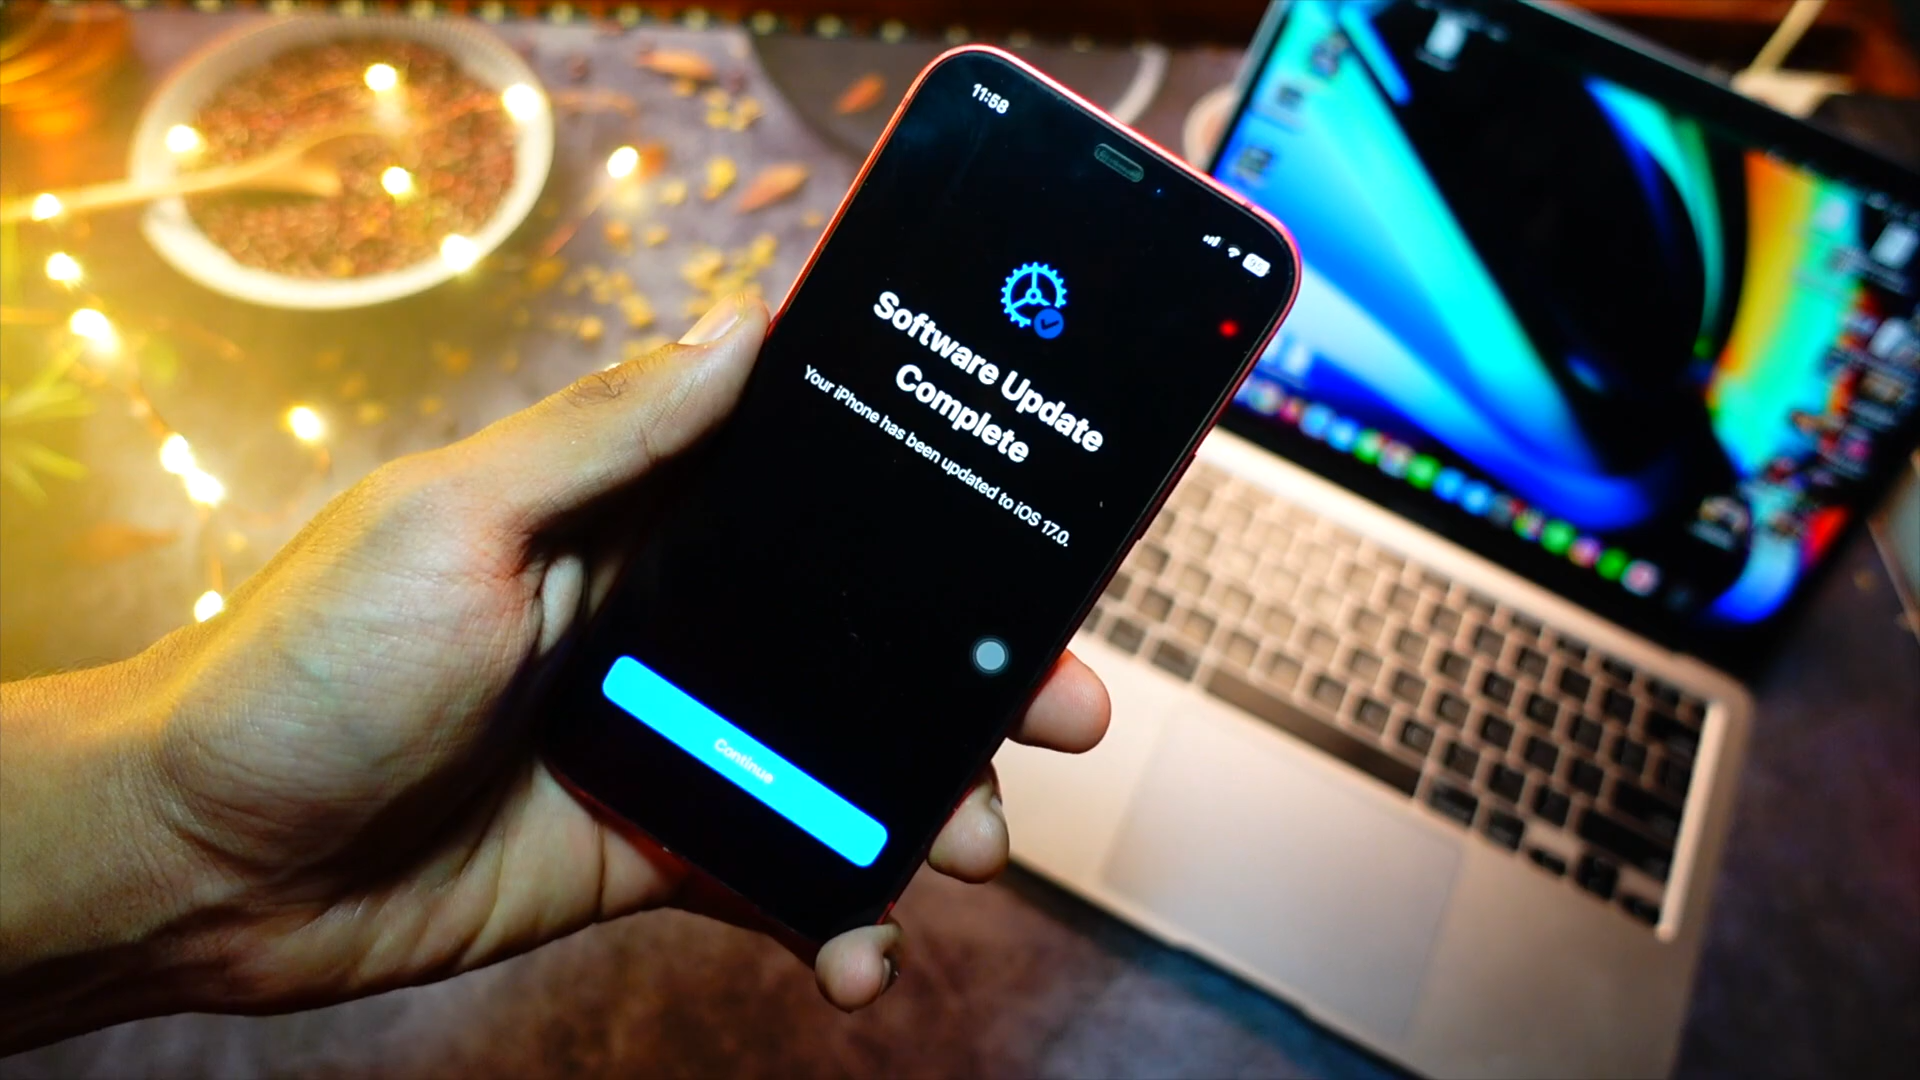 11:58
Software Update
Complete
Your iPhone has been updated to iOS 17.0.
Continue